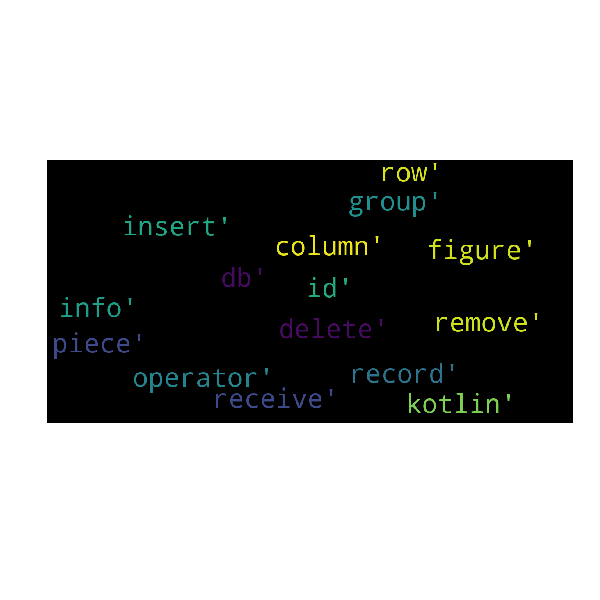 row'
group'
insert'
column'
figure'
db'
id'
info'
remove'
delete'
piece'
record'
operator'
receive'
kotlin'